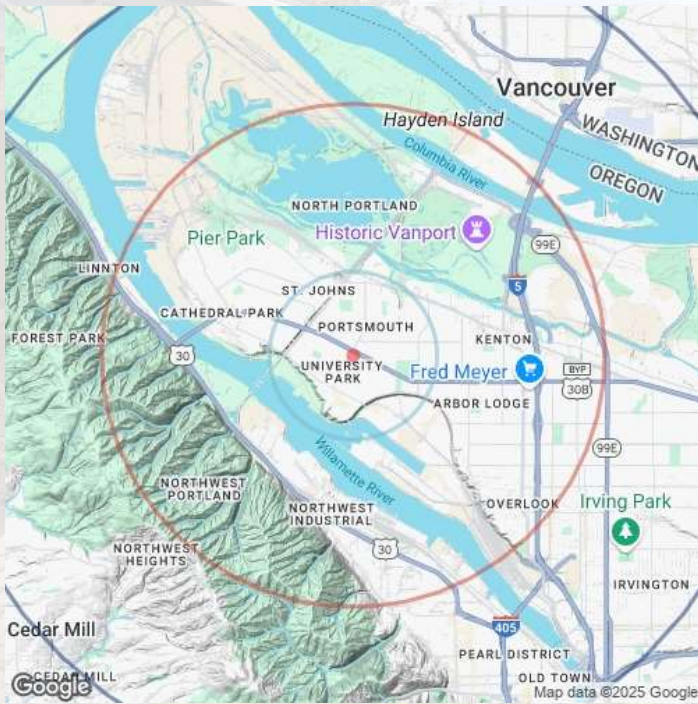 Vancouver
Hayden Island
WASHINGTON
OREGON
Columbia River
NORTH PORTLAND
Historic Vanport
Pier Park
99E
LINNTON
5
ST. JOHNS
CATHEDRAL PARK
PORTSMOUTH
FOREST PARK
30
KENTON
UNIVERSITY
PARK
Fred Meyer
BYP
30B
ARBOR LODGE
99E
Willamette River
NORTHWEST
PORTLAND
OVERLOOK
Irving Park
NORTHWEST
INDUSTRIAL
30
NORTHWEST
HEIGHTS
IRVINGTON
Cedar Mill
405
PEARL DISTRICT
CEDAR MILL
OLD TOWN
Google
Map data ©2025 Google